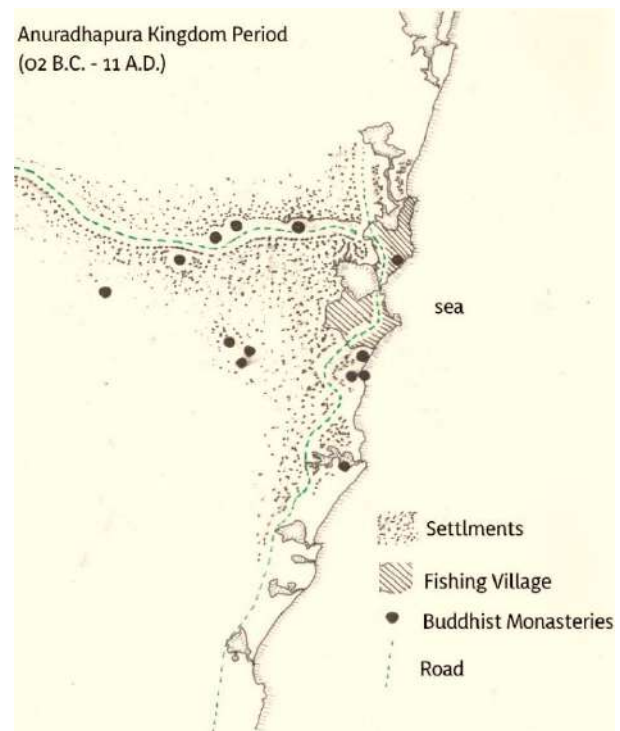 Anuradhapura Kingdom Period
(02 B.C. - 11 A.D.)
sea
Settlments
Fishing Village
Buddhist Monasteries
Road